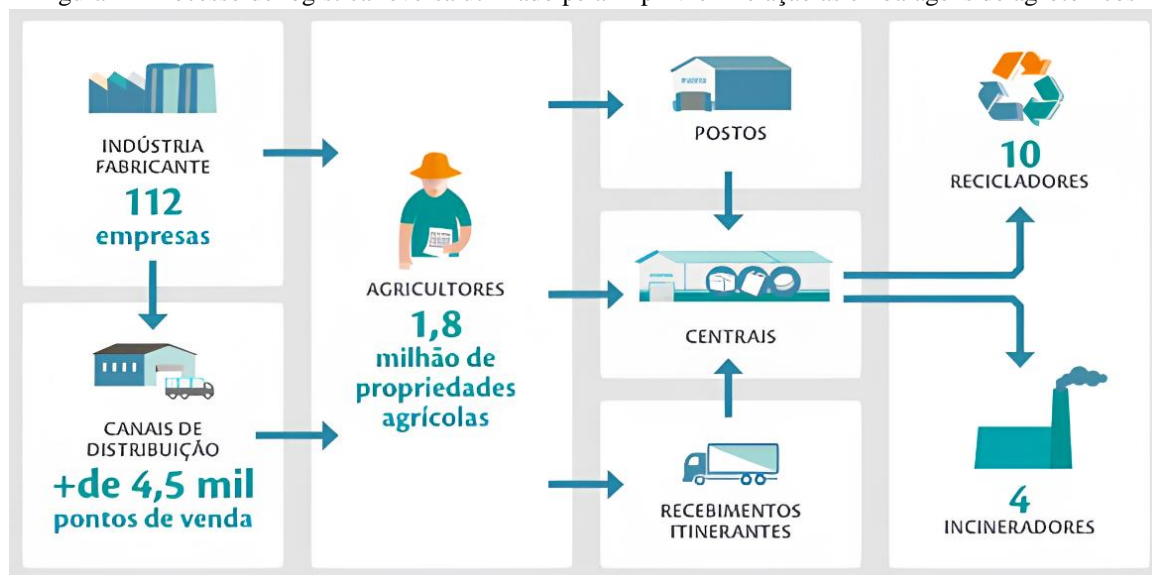 INDÚSTRIA
FABRICANTE
112
empresas
CANAIS DE
DISTRIBUIÇÃO
+de 4,5 mil
pontos de venda
AGRICULTORES
1,8
milhão de
propriedades
agrícolas
POSTOS
CENTRAIS
RECEBIMENTOS
ITINERANTES
10
RECICLADORES
4
INCINERADORES